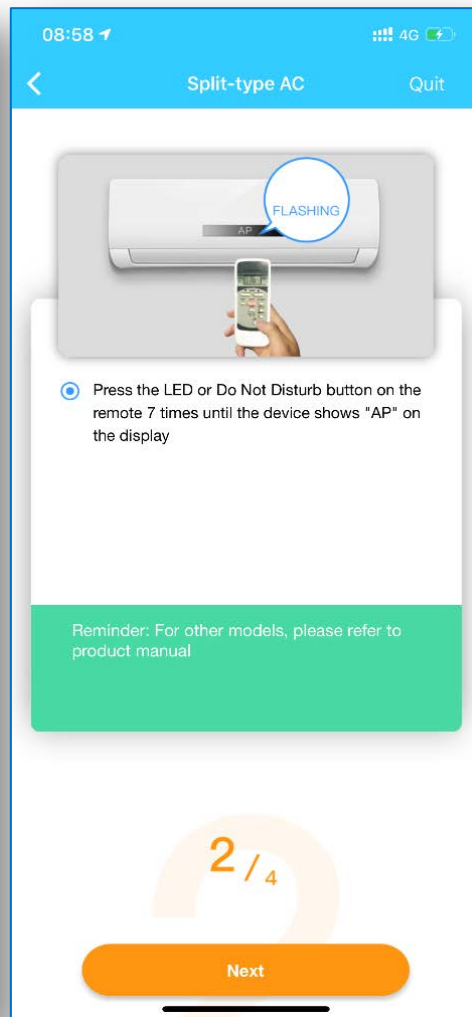 08:58 4G
Split-type AC Quit
FLASHING
AP
Press the LED or Do Not Disturb button on the
remote 7 times until the device shows "AP" on
the display
Reminder: For other models, please refer to
product manual
2/4
Next